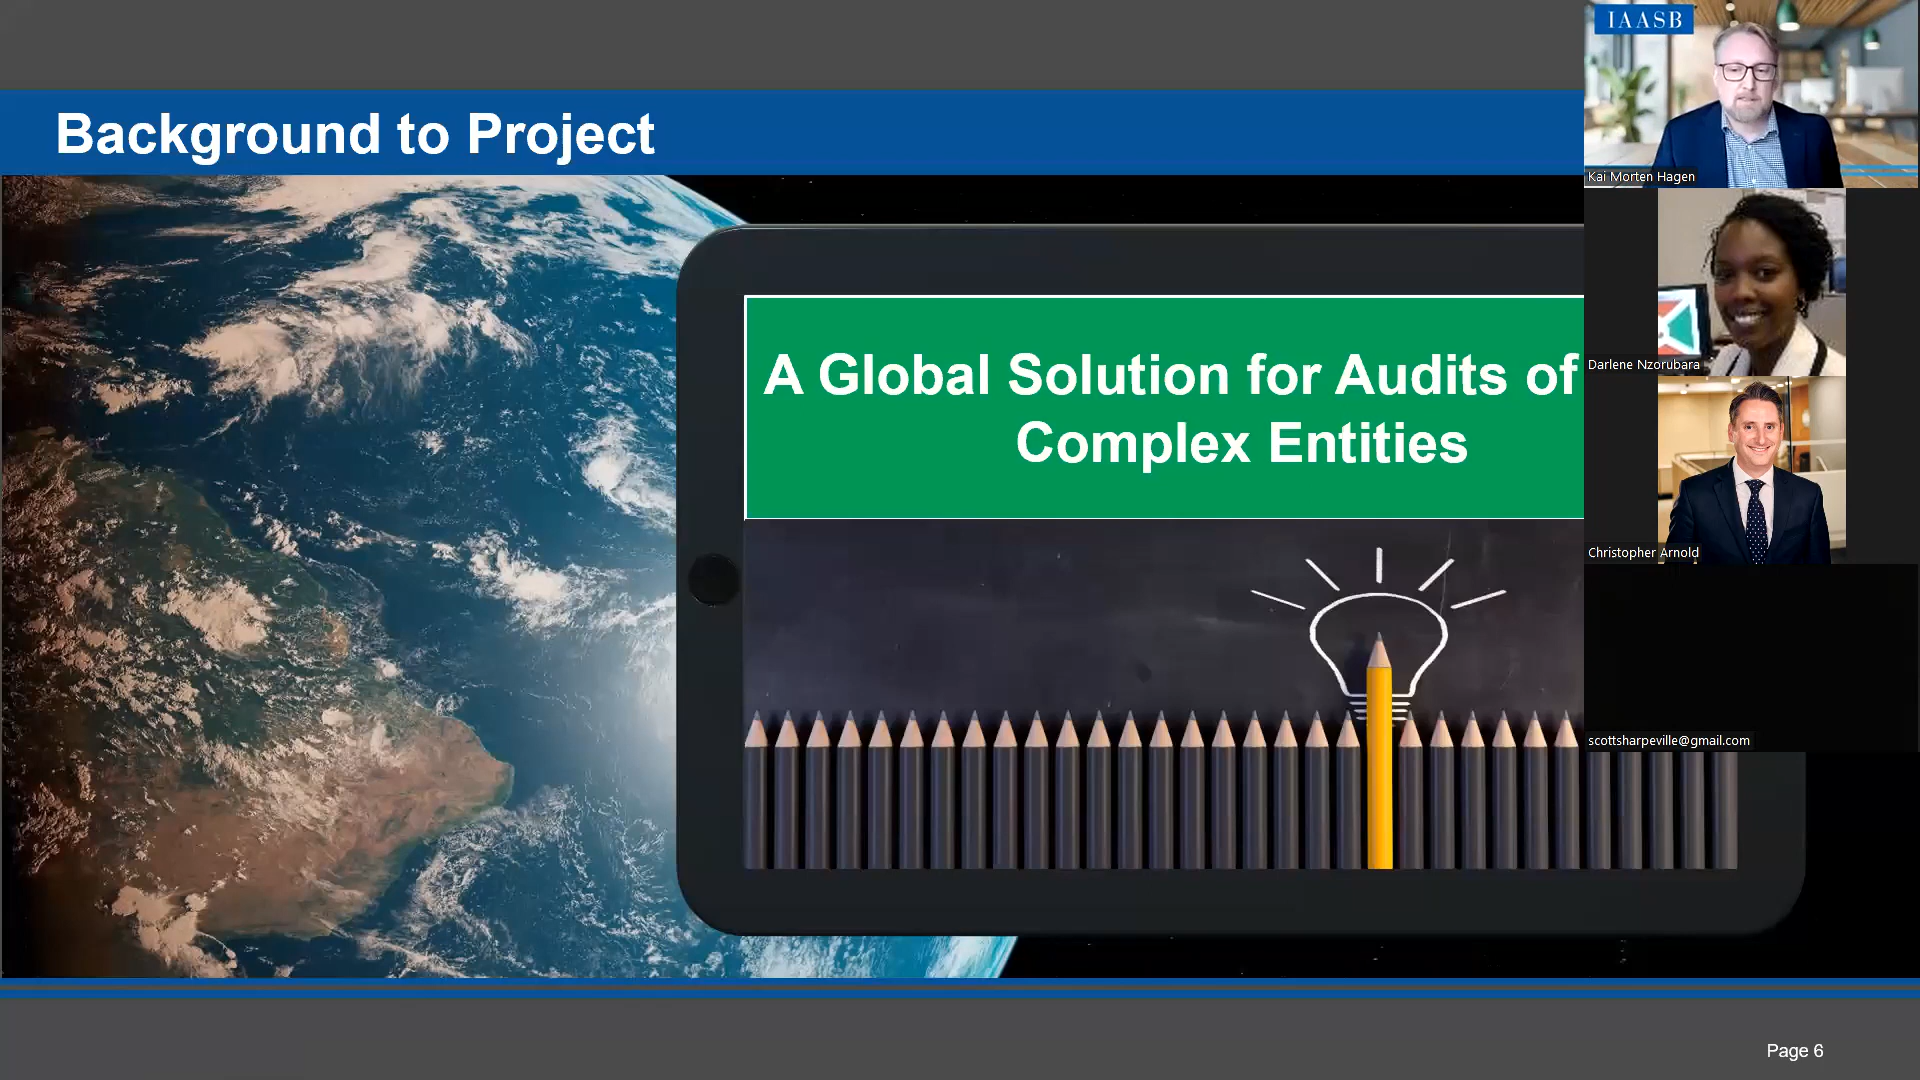 Background to Project
A Global Solution for Audits of
Complex Entities
IAASB
Kai Morten Hagen
Darlene Nzorubara
Christopher Arnold
scottsharpeville@gmail.com
Page 6